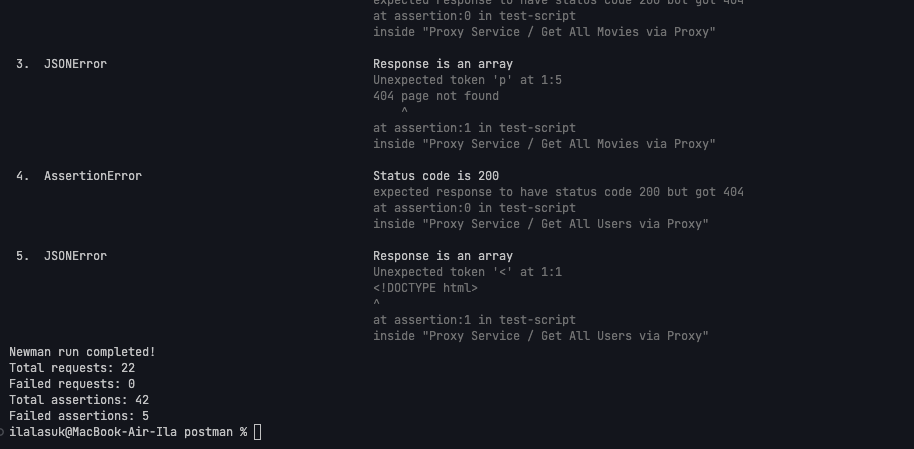 expected response to have status code 200 but got 404
at assertion:0 in test-script
inside "Proxy Service / Get All Movies via Proxy"
3. JSONError Response is an array
Unexpected token 'p' at 1:5
404 page not found
^
at assertion:1 in test-script
inside "Proxy Service / Get All Movies via Proxy"
4. AssertionError Status code is 200
expected response to have status code 200 but got 404
at assertion:0 in test-script
inside "Proxy Service / Get All Users via Proxy"
5. JSONError Response is an array
Unexpected token '<' at 1:1
<!DOCTYPE html>
^
at assertion:1 in test-script
inside "Proxy Service / Get All Users via Proxy"
Newman run completed!
Total requests: 22
Failed requests: 0
Total assertions: 42
Failed assertions: 5
ilalasuk@MacBook-Air-Ila postman %